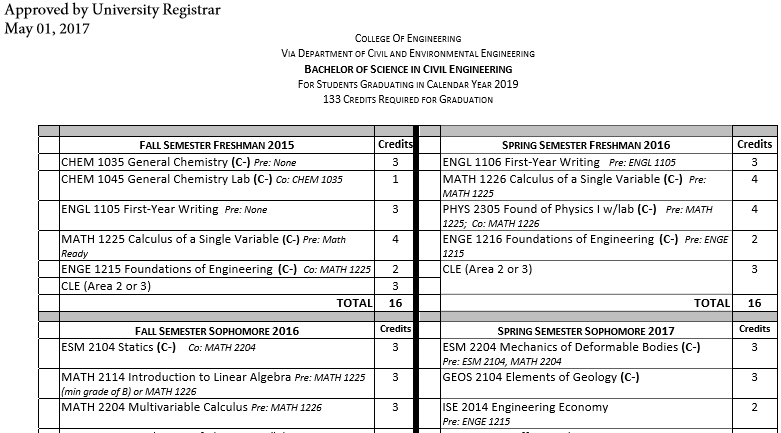 Approved by University Registrar
May 01, 2017
COLLEGE OF ENGINEERING
VIA DEPARTMENT OF CIVIL AND ENVIRONMENTAL ENGINEERING
BACHELOR OF SCIENCE IN CIVIL ENGINEERING
FOR STUDENTS GRADUATING IN CALENDAR YEAR 2019
133 CREDITS REQUIRED FOR GRADUATION
FALL SEMESTER FRESHMAN 2015 Credits SPRING SEMESTER FRESHMAN 2016 Credits
CHEM 1035 General Chemistry (C-) Pre: None 3 ENGL 1106 First-Year Writing Pre: ENGL 1105 3
CHEM 1045 General Chemistry Lab (C-) Co: CHEM 1035 1 MATH 1226 Calculus of a Single Variable (C-) Pre: 4
MATH 1225
ENGL 1105 First-Year Writing Pre: None 3 PHYS 2305 Found of Physics I w/lab (C-) Pre: MATH 4
1225; Co: MATH 1226
MATH 1225 Calculus of a Single Variable (C-) Pre: Math 4 ENGE 1216 Foundations of Engineering (C-) Pre: ENGE 2
Ready 1215
ENGE 1215 Foundations of Engineering (C-) Co: MATH 1225 2 CLE (Area 2 or 3) 3
CLE (Area 2 or 3) 3
TOTAL 16 TOTAL 16
FALL SEMESTER SOPHOMORE 2016 Credits SPRING SEMESTER SOPHOMORE 2017 Credits
ESM 2104 Statics (C-) Co: MATH 2204 3 ESM 2204 Mechanics of Deformable Bodies (C-) 3
Pre: ESM 2104, MATH 2204
MATH 2114 Introduction to Linear Algebra Pre: MATH 1225 3 GEOS 2104 Elements of Geology (C-) 3
(min grade of B) or MATH 1226
MATH 2204 Multivariable Calculus Pre: MATH 1226 3 ISE 2014 Engineering Economy 2
Pre: ENGE 1215